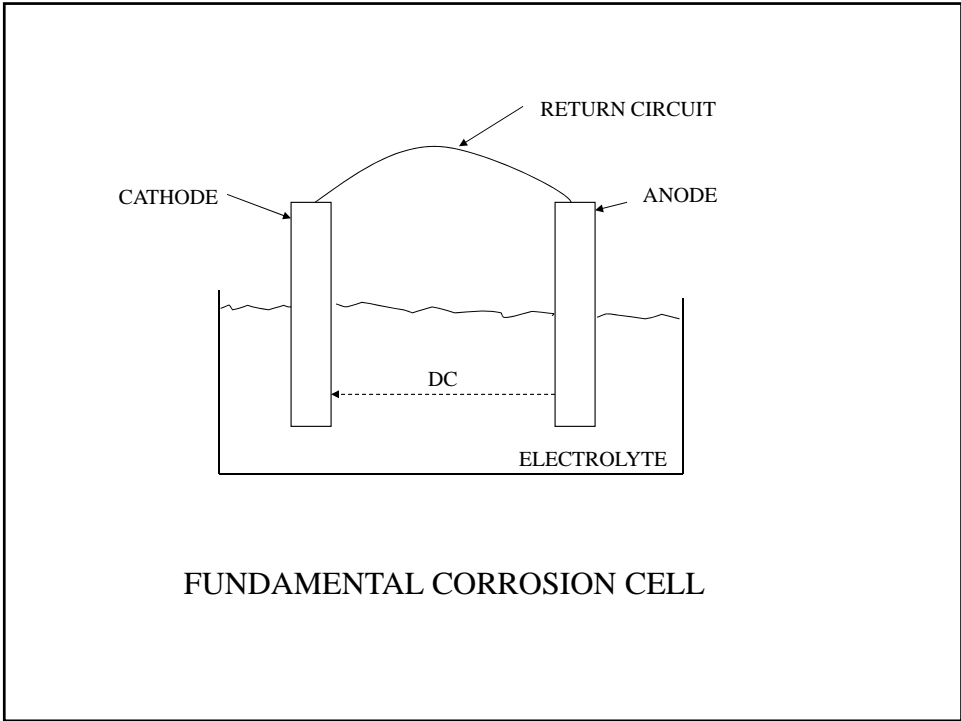 RETURN CIRCUIT
CATHODE
ANODE
DC
ELECTROLYTE
FUNDAMENTAL CORROSION CELL